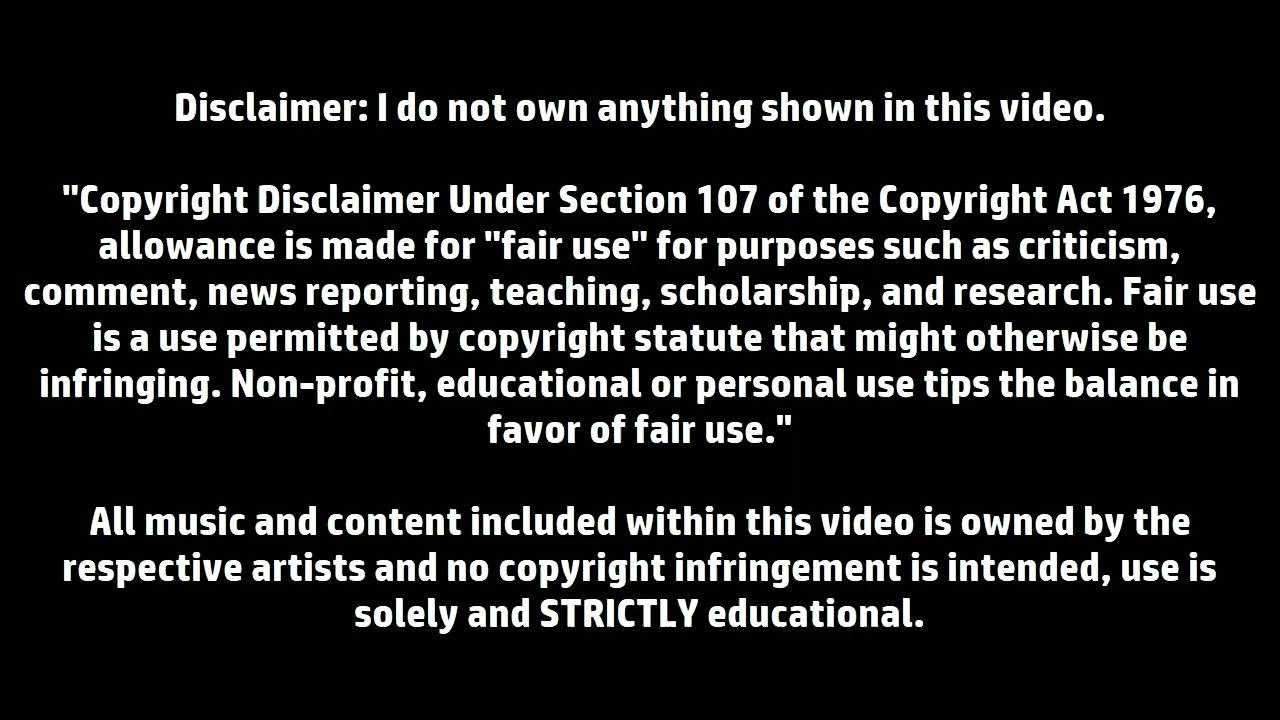 Disclaimer: I do not own anything shown in this video.
"Copyright Disclaimer Under Section 107 of the Copyright Act 1976,
allowance is made for "fair use" for purposes such as criticism,
comment, news reporting, teaching, scholarship, and research. Fair use
is a use permitted by copyright statute that might otherwise be
infringing. Non-profit, educational or personal use tips the balance in
favor of fair use."
All music and content included within this video is owned by the
respective artists and no copyright infringement is intended, use is
solely and STRICTLY educational.